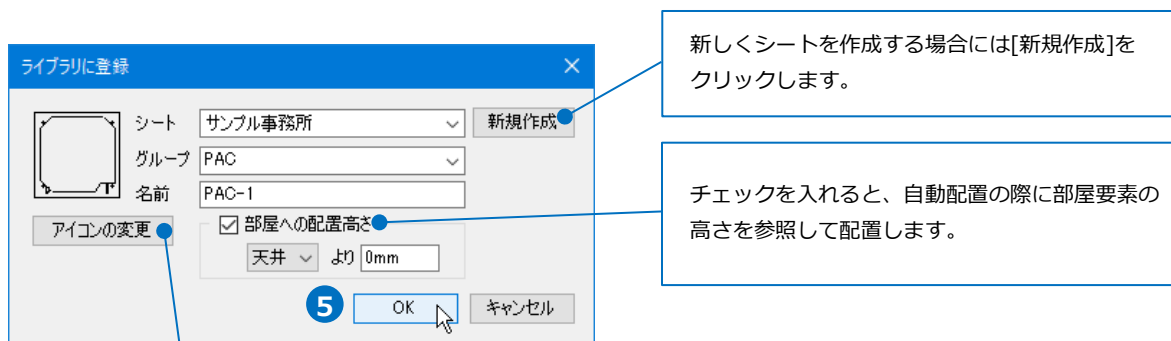 新しくシートを作成する場合には[新規作成]を
クリックします。
ライブラリに登録
シート サンプル事務所 新規作成
グループ PAC
名前 PAC-1
アイコンの変更
部屋への配置高さ
天井 より 0mm
チェックを入れると、自動配置の際に部屋要素の
高さを参照して配置します。
5 OK キャンセル